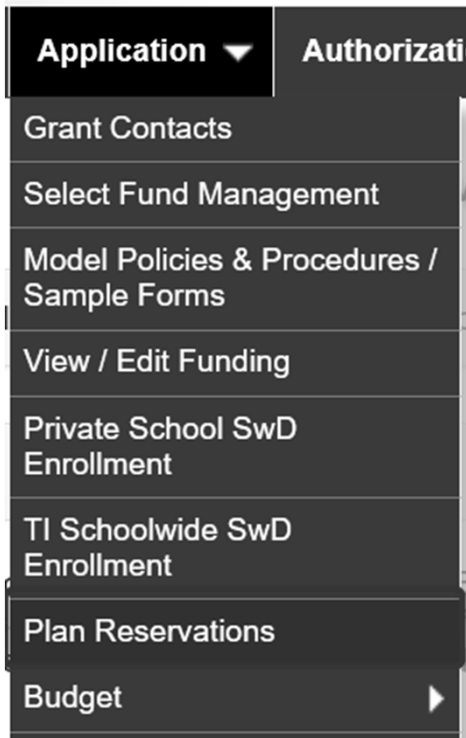 Application
Authorizati
Grant Contacts
Select Fund Management
Model Policies & Procedures /
Sample Forms
View / Edit Funding
Private School SwD
Enrollment
TI Schoolwide SwD
Enrollment
Plan Reservations
Budget